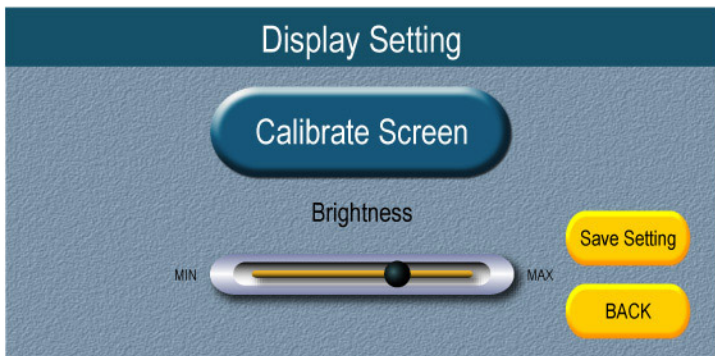 Display Setting
Calibrate Screen
Brightness
Save Setting
MIN
MAX
BACK